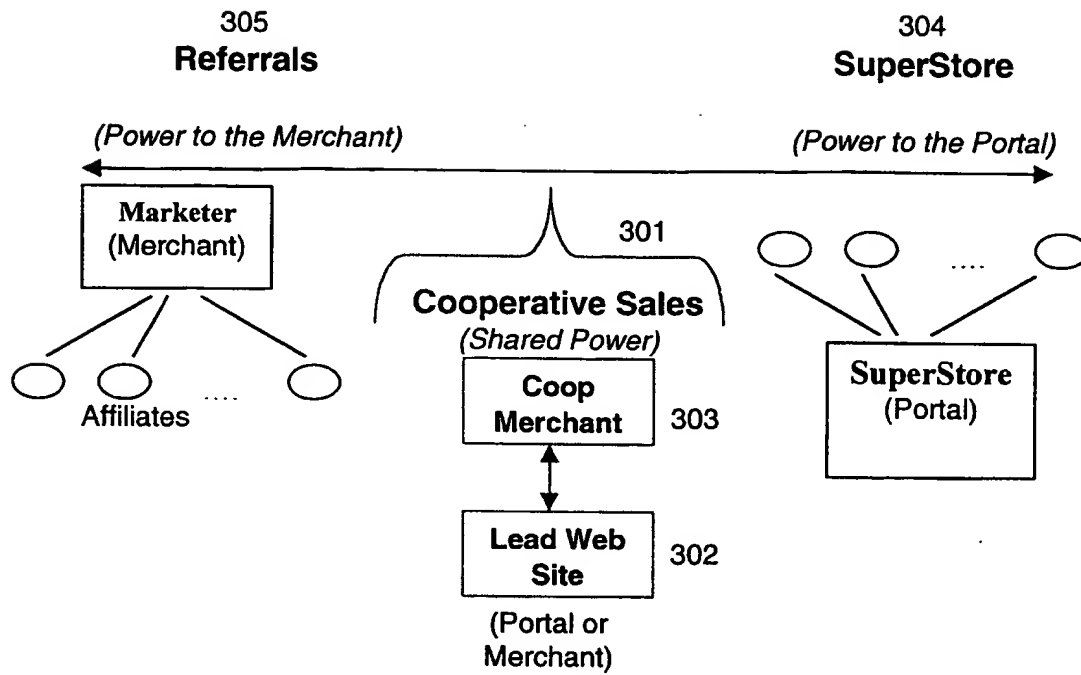 305
Referrals
304
SuperStore
(Power to the Merchant)
(Power to the Portal)
Marketer
(Merchant)
301
....
Cooperative Sales
(Shared Power)
Affiliates
....
Coop
Merchant
303
SuperStore
(Portal)
Lead Web
Site
302
(Portal or
Merchant)